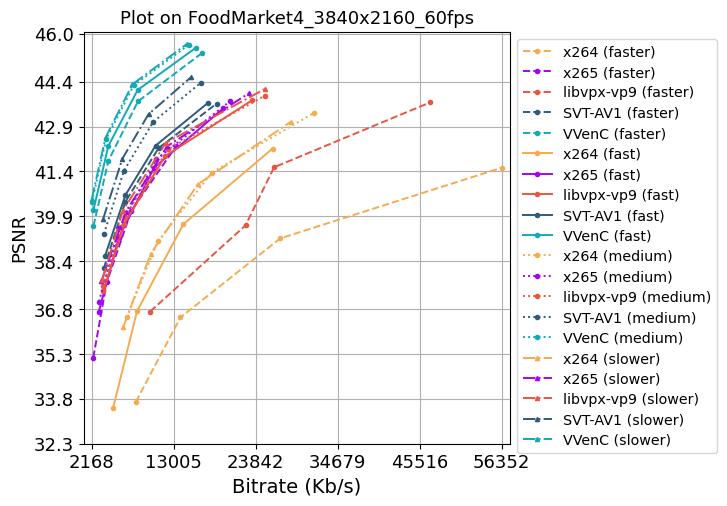 Plot on FoodMarket4_3840x2160_60fps
46.0
44.4
42.9
41.4
39.9
38.4
36.8
35.3
33.8
32.3
PSNR
2168 13005 23842 34679 45516 56352
Bitrate (Kb/s)
x264 (faster)
x265 (faster)
libvpx-vp9 (faster)
SVT-AV1 (faster)
VVenC (faster)
x264 (fast)
x265 (fast)
libvpx-vp9 (fast)
SVT-AV1 (fast)
VVenC (fast)
x264 (medium)
x265 (medium)
libvpx-vp9 (medium)
SVT-AV1 (medium)
VVenC (medium)
x264 (slower)
x265 (slower)
libvpx-vp9 (slower)
SVT-AV1 (slower)
VVenC (slower)